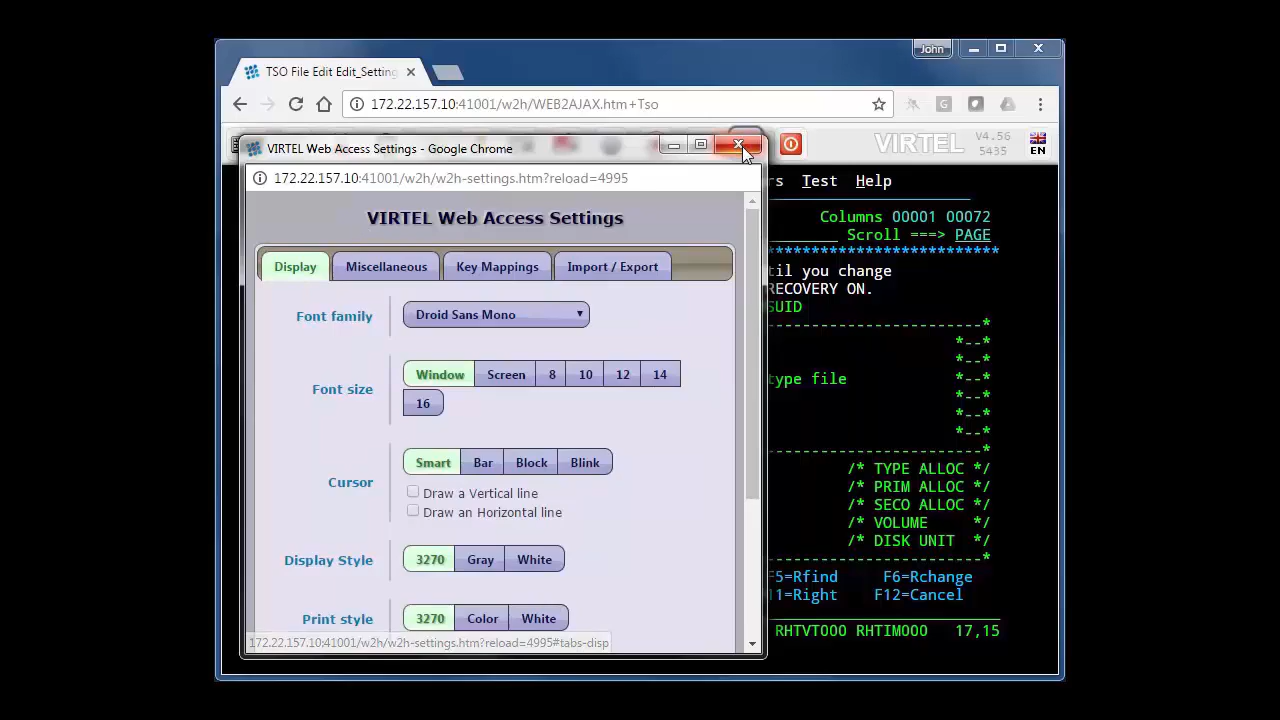 John
TSO File Edit Edit_Setting
172.22.157.10:41001/w2h/WEB2AJAX.htm+Tso
VIRTEL V4.56
5435
EN
VIRTEL Web Access Settings - Google Chrome
172.22.157.10:41001/w2h/w2h-settings.htm?reload=4995
VIRTEL Web Access Settings
Display Miscellaneous Key Mappings Import / Export
Font family Droid Sans Mono
Font size Window Screen 8 10 12 14
16
Cursor Smart Bar Block Blink
Draw a Vertical line
Draw an Horizontal line
Display Style 3270 Gray White
Print style 3270 Color White
172.22.157.10:41001/w2h/w2h-settings.htm?reload=4995#tabs-disp
rs Test Help
Columns 00001 00072
Scroll ===> PAGE
***************************
til you change
RECOVERY ON.
SUID
-----------------------*
*--*
*--*
type file *--*
*--*
*--*
*--*
-----------------------*
/* TYPE ALLOC */
/* PRIM ALLOC */
/* SECO ALLOC */
/* VOLUME */
/* DISK UNIT */
-----------------------*
F5=Rfind F6=Rchange
11=Right F12=Cancel
RHTVT000 RHTIM000 17,15